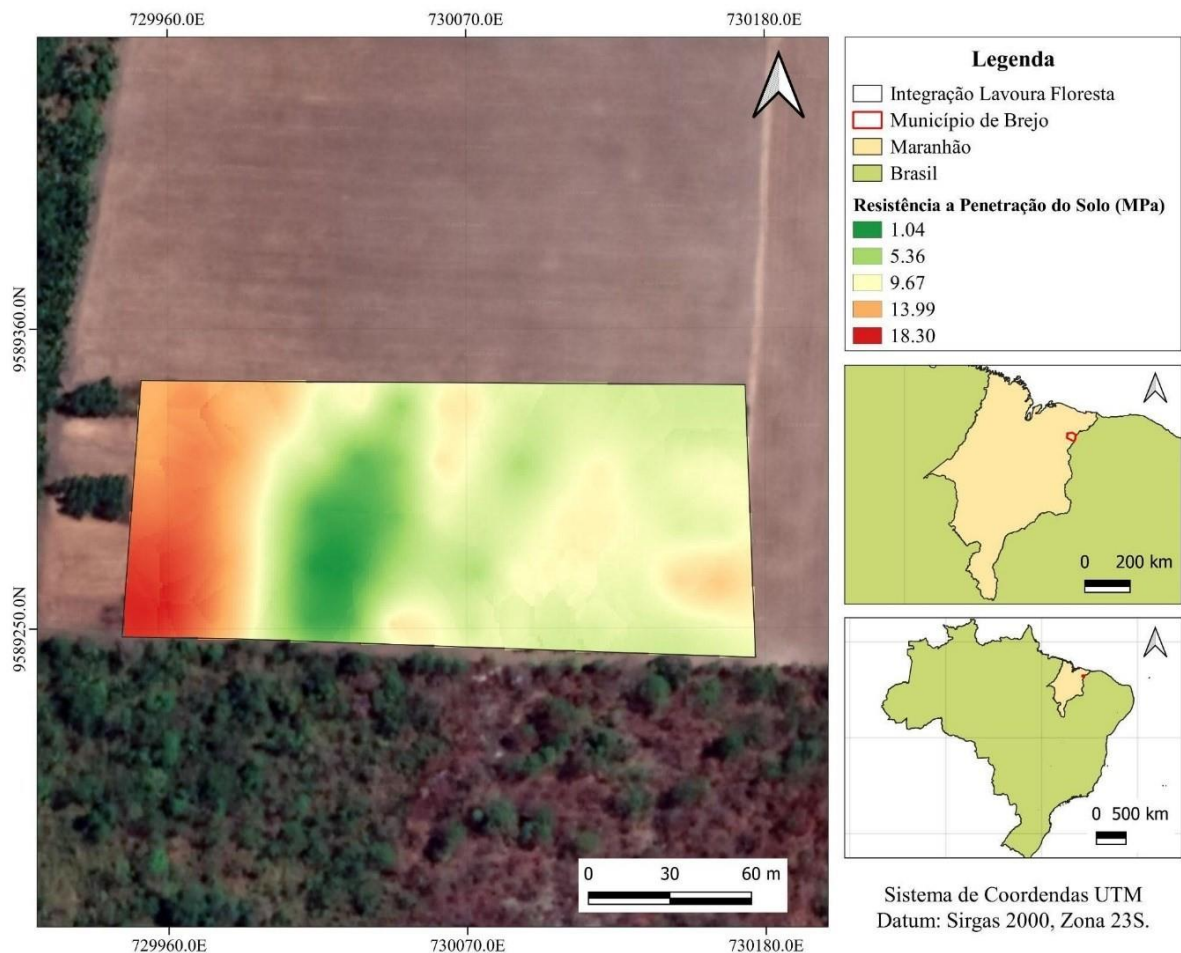 729960.0E
730070.0E
730180.0E
9589360.0N
9589250.0N
0 30 60 m
729960.0E
730070.0E
730180.0E
Legenda
Integração Lavoura Floresta
Município de Brejo
Maranhão
Brasil
Resistência a Penetração do Solo (MPa)
1.04
5.36
9.67
13.99
18.30
0 200 km
0 500 km
Sistema de Coordendas UTM
Datum: Sirgas 2000, Zona 23S.